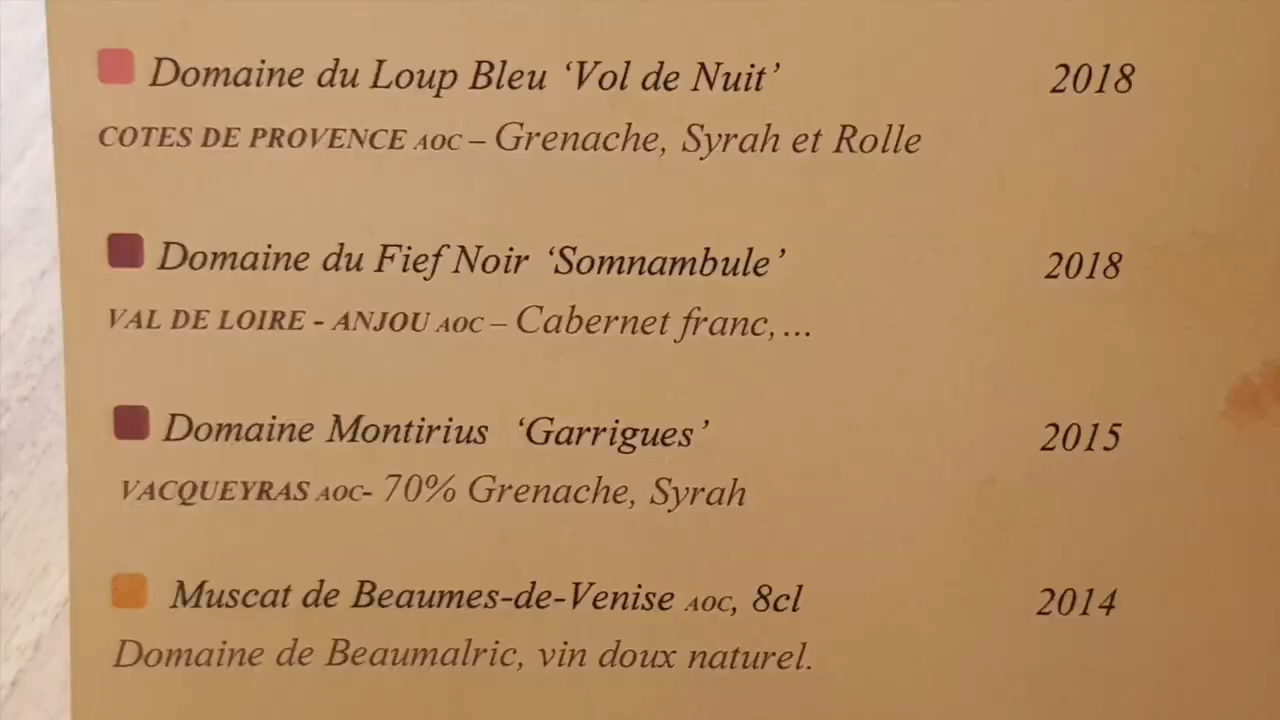 Domaine du Loup Bleu ‘Vol de Nuit’ 2018
COTES DE PROVENCE AOC – Grenache, Syrah et Rolle
Domaine du Fief Noir ‘Somnambule’ 2018
VAL DE LOIRE - ANJOU AOC – Cabernet franc,...
Domaine Montirius ‘Garrigues’ 2015
VACQUEYRAS AOC- 70% Grenache, Syrah
Muscat de Beaumes-de-Venise AOC, 8cl 2014
Domaine de Beaumalric, vin doux naturel.